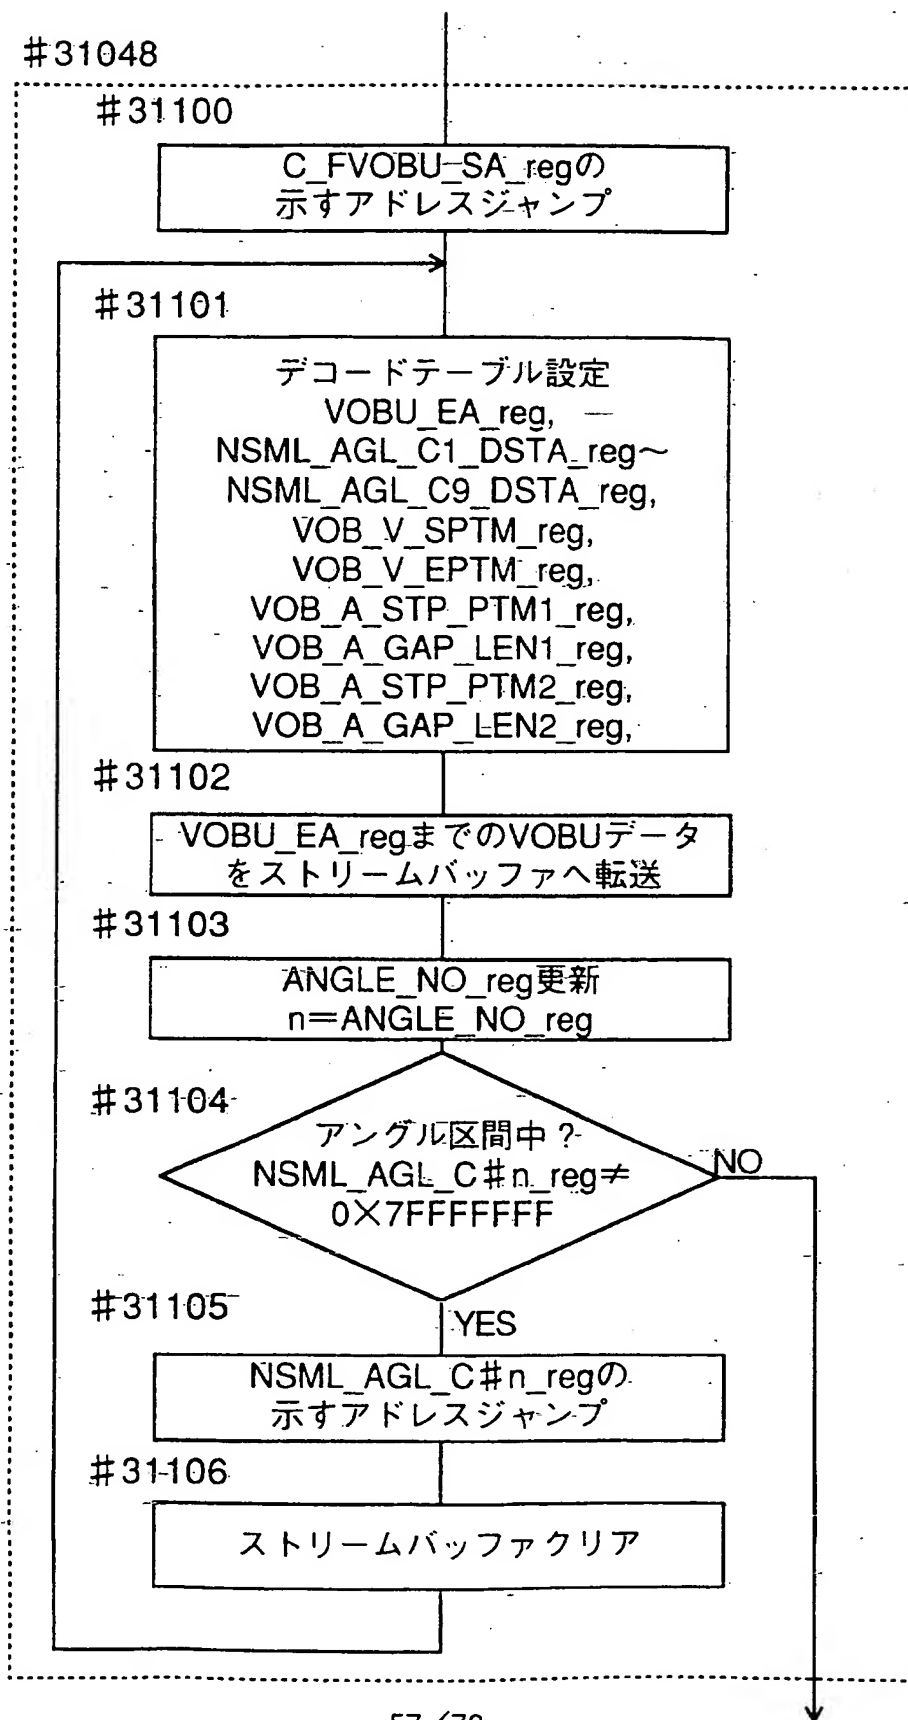 #31048
#31100
C_FVOBU_SA_regの
示すアドレスジャンプ
#31101
デコードテーブル設定
VOBU_EA_reg,
NSML_AGL_C1_DSTA_reg~
NSML_AGL_C9_DSTA_reg,
VOB_V_SPTM_reg,
VOB_V_EPTM_reg,
VOB_A_STP_PTM1_reg,
VOB_A_GAP_LEN1_reg,
VOB_A_STP_PTM2_reg,
VOB_A_GAP_LEN2_reg,
#31102
VOBU_EA_regまでのVOBUデータ
をストリームバッファへ転送
#31103
ANGLE_NO_reg更新
n=ANGLE_NO_reg
#31104
アングル区間中?
NSML_AGL_C#n_reg≠
0×7FFFFFFF
NO
#31105
YES
NSML_AGL_C#n_regの
示すアドレスジャンプ
#31106
ストリームバッファクリア